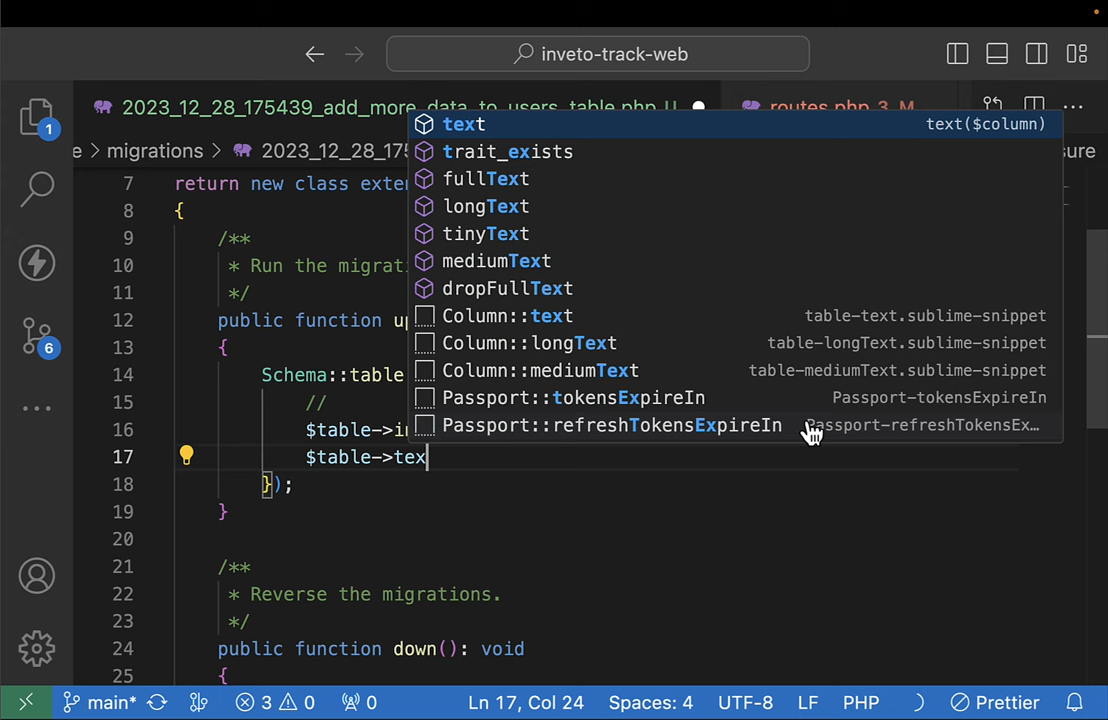 inveto-track-web
1
2023_12_28_175439_add_more_data_to_users_table.php U
routes.php 3, M
e > migrations > 2023_12_28_175
sure
text text($column)
trait_exists
fullText
longText
tinyText
mediumText
dropFullText
Column::text table-text.sublime-snippet
Column::longText table-longText.sublime-snippet
Column::mediumText table-mediumText.sublime-snippet
Passport::tokensExpireIn Passport-tokensExpireIn
Passport::refreshTokensExpireIn Passport-refreshTokensEx…
7 return new class exte
8 {
9 /**
10 * Run the migrati
11 */
12 public function up
13 {
14 Schema::table
15 //
16 $table->in
17 $table->tex
18 });
19 }
20
21 /**
22 * Reverse the migrations.
23 */
24 public function down(): void
25 {
6
main* 3 0 0 Ln 17, Col 24 Spaces: 4 UTF-8 LF PHP Prettier